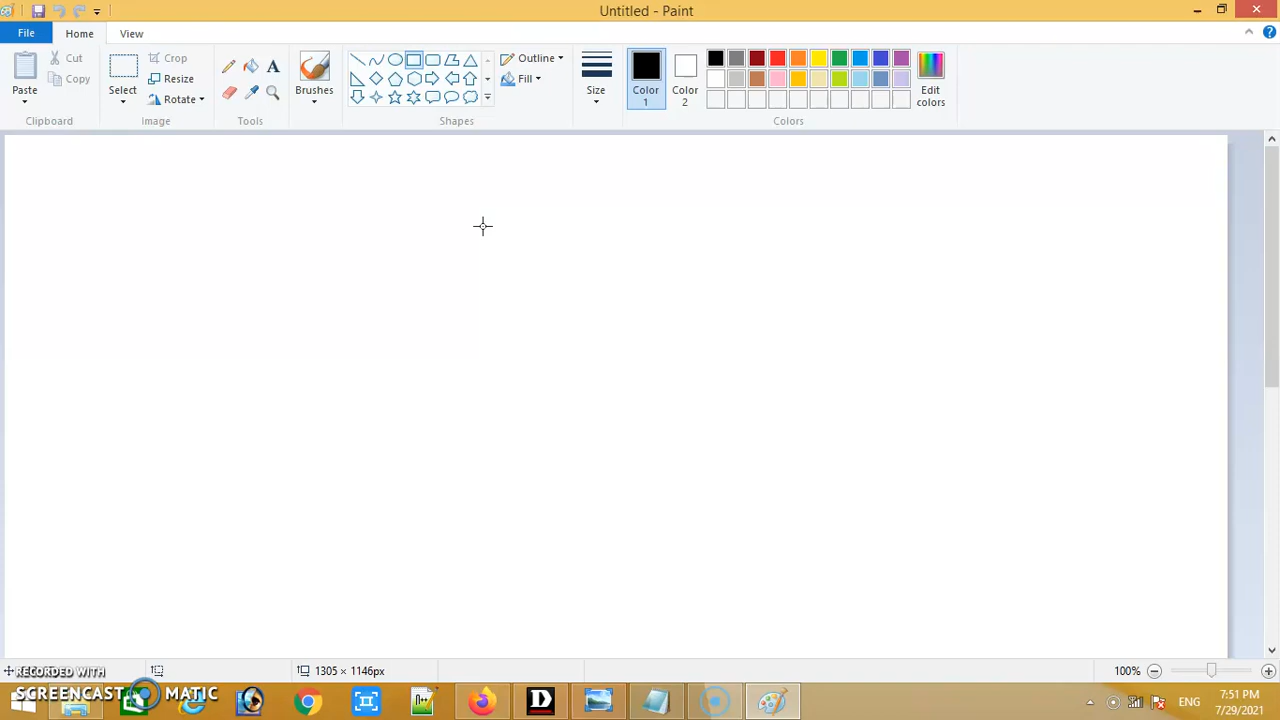 Untitled - Paint
File Home View
Paste
Cut
Copy
Clipboard
Select
Crop
Resize
Rotate
Image
Tools
Brushes
Outline
Fill
Shapes
Size
Color 1
Color 2
Edit colors
Colors
1305 × 1146px
100%
RECORDED WITH
SCREENCAST MATIC
D
n++
ENG
7:51 PM
7/29/2021